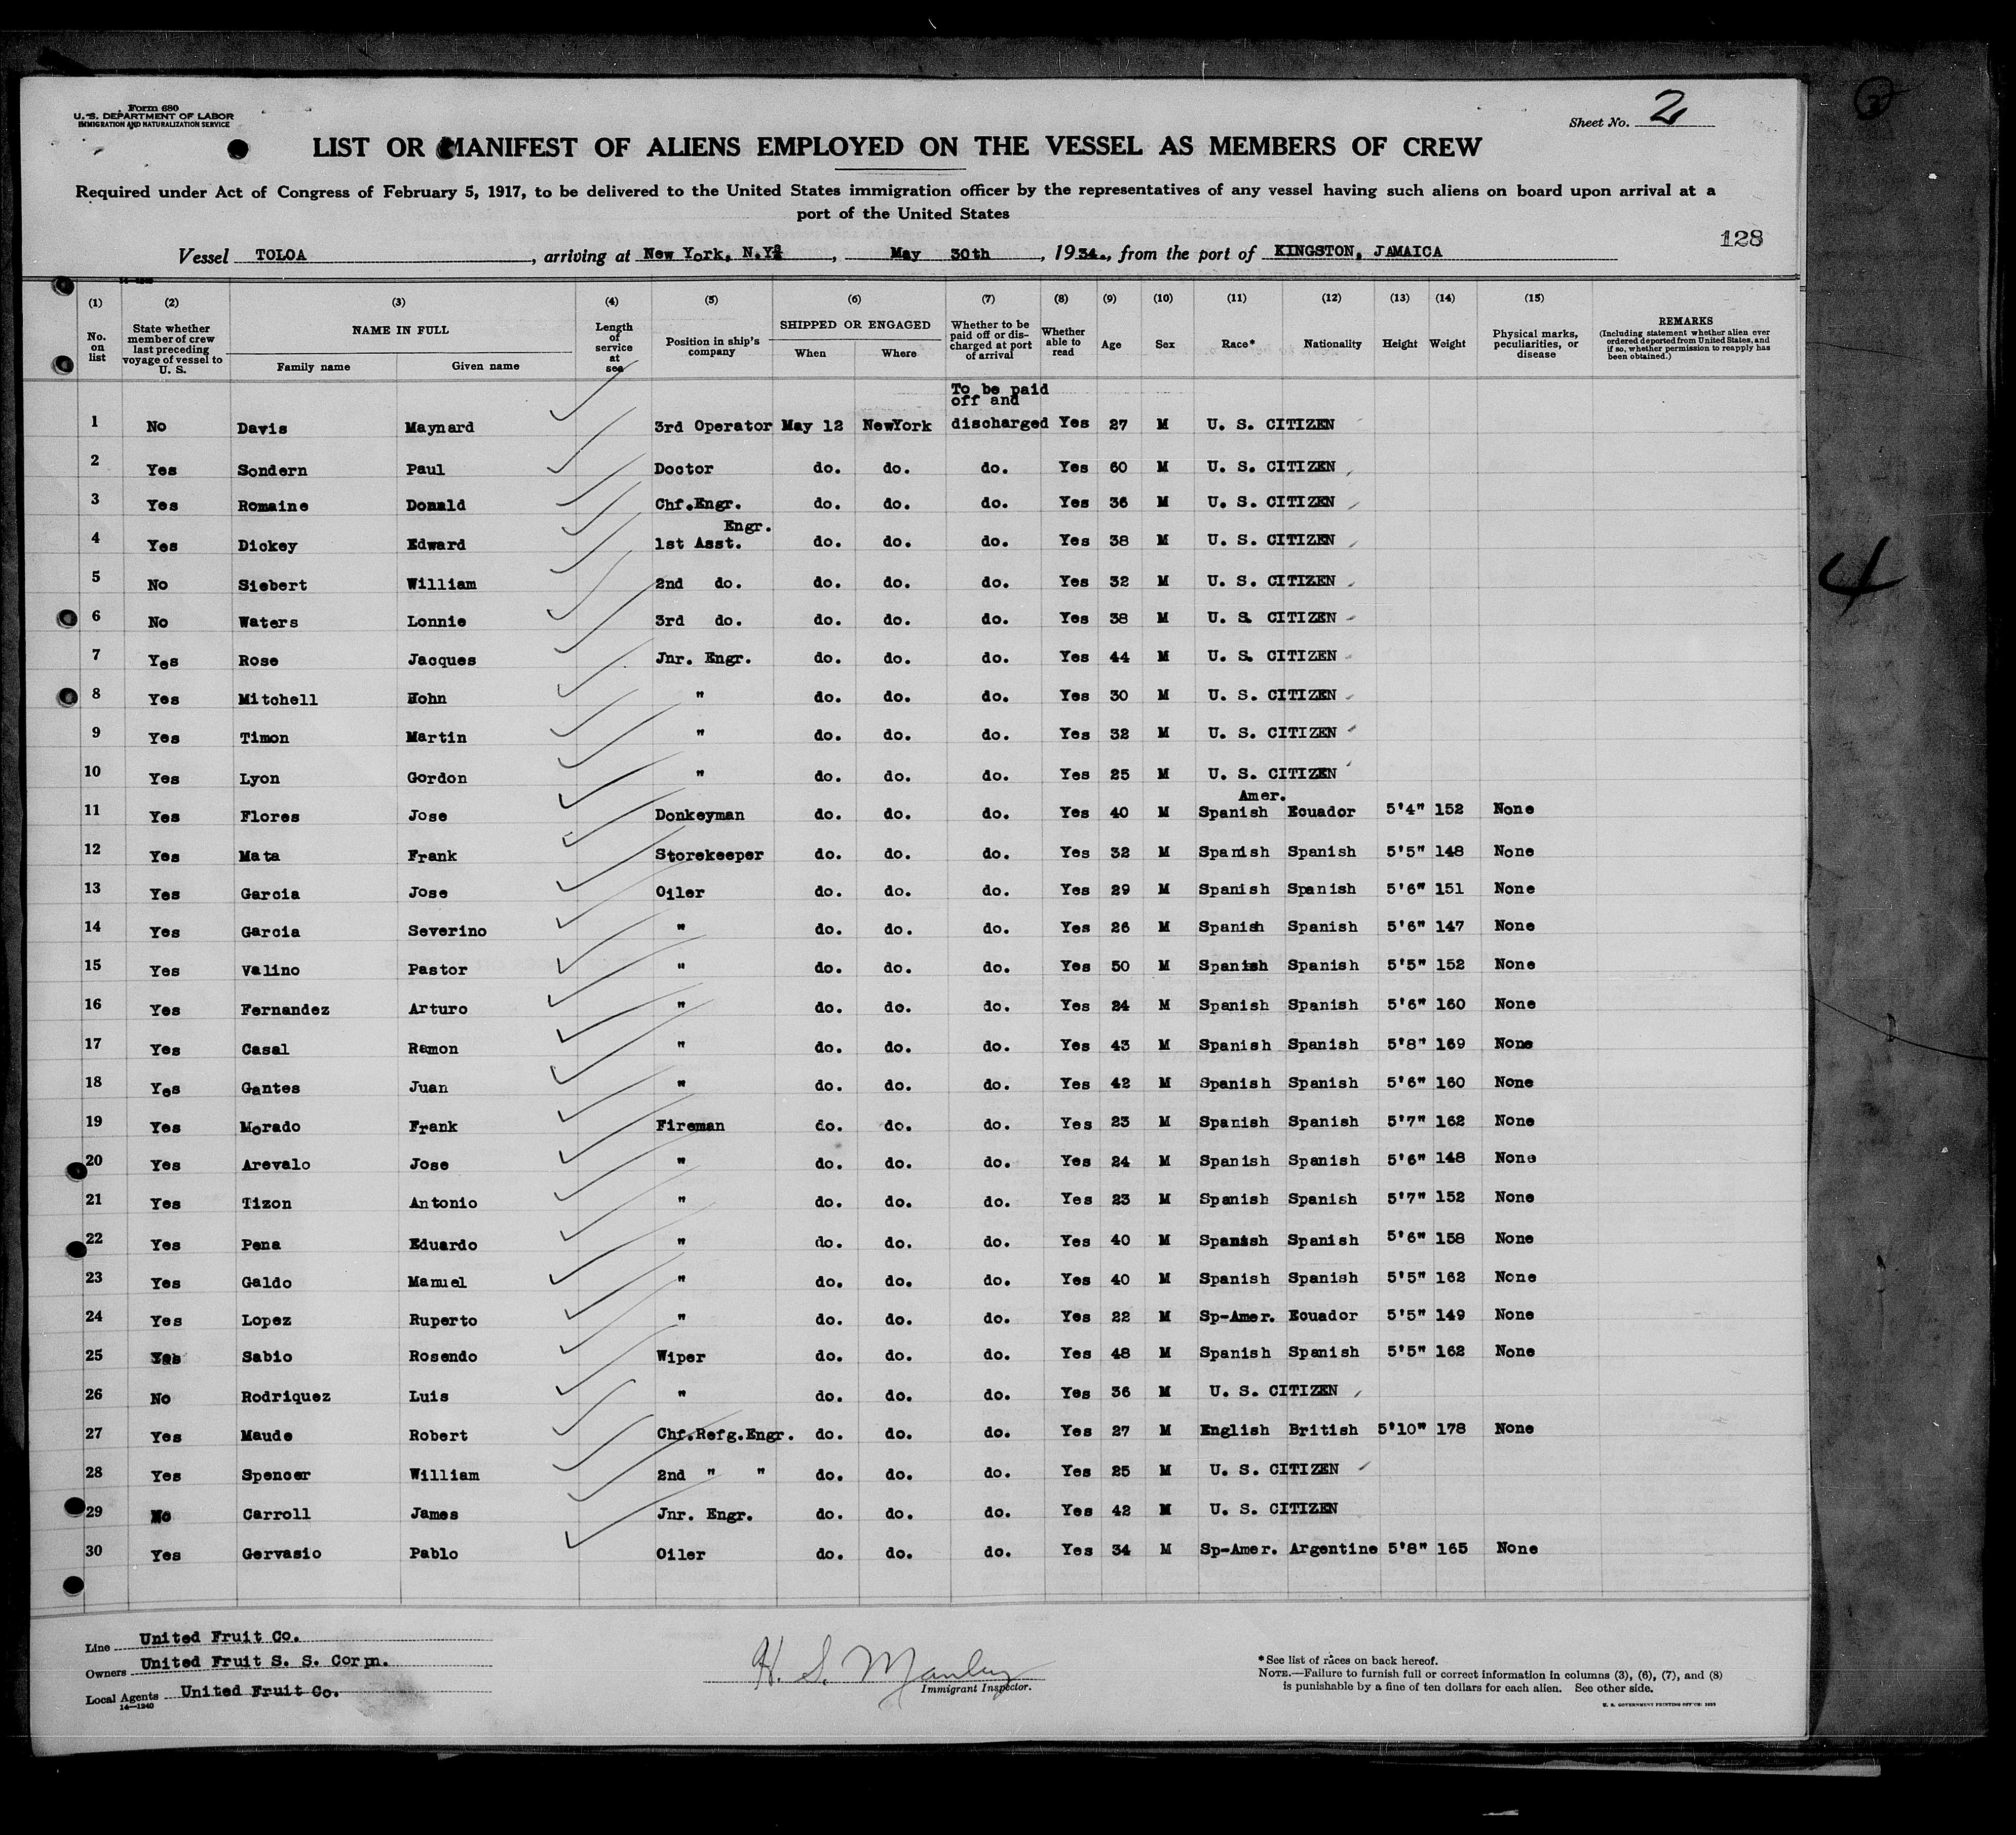 Form 680
U. S. DEPARTMENT OF LABOR
IMMIGRATION AND NATURALIZATION SERVICE
Sheet No. 2
LIST OR MANIFEST OF ALIENS EMPLOYED ON THE VESSEL AS MEMBERS OF CREW
Required under Act of Congress of February 5, 1917, to be delivered to the United States immigration officer by the representatives of any vessel having such aliens on board upon arrival at a
port of the United States
128
Vessel TOLOA, arriving at New York, N.Y., May 30th, 1934., from the port of KINGSTON, JAMAICA
(1) (2) (3) (4) (5) (6) (7) (8) (9) (10) (11) (12) (13) (14) (15)
No. on list State whether member of crew last preceding voyage of vessel to U. S. NAME IN FULL Family name Given name Length of service at sea Position in ship's company SHIPPED OR ENGAGED When Where Whether to be paid off or discharged at port of arrival Whether able to read Age Sex Race* Nationality Height Weight Physical marks, peculiarities, or disease REMARKS (Including statement whether alien ever ordered deported from United States, and if so, whether permission to reapply has been obtained.)
To be paid
off and
1 No Davis Maynard 3rd Operator May 12 NewYork discharged Yes 27 M U. S. CITIZEN
2 Yes Sondern Paul Doctor do. do. do. Yes 60 M U. S. CITIZEN
3 Yes Romaine Donald Chf.Engr. do. do. do. Yes 36 M U. S. CITIZEN
Engr.
4 Yes Dickey Edward 1st Asst. do. do. do. Yes 38 M U. S. CITIZEN
5 No Siebert William 2nd do. do. do. do. Yes 32 M U. S. CITIZEN
6 No Waters Lonnie 3rd do. do. do. do. Yes 38 M U. S. CITIZEN
7 Yes Rose Jacques Jnr. Engr. do. do. do. Yes 44 M U. S. CITIZEN
8 Yes Mitchell Hohn " do. do. do. Yes 30 M U. S. CITIZEN
9 Yes Timon Martin " do. do. do. Yes 32 M U. S. CITIZEN
10 Yes Lyon Gordon " do. do. do. Yes 25 M U. S. CITIZEN
Amer.
11 Yes Flores Jose Donkeyman do. do. do. Yes 40 M Spanish Ecuador 5'4" 152 None
12 Yes Mata Frank Storekeeper do. do. do. Yes 32 M Spanish Spanish 5'5" 148 None
13 Yes Garcia Jose Oiler do. do. do. Yes 29 M Spanish Spanish 5'6" 151 None
14 Yes Garcia Severino " do. do. do. Yes 26 M Spanish Spanish 5'6" 147 None
15 Yes Valino Pastor " do. do. do. Yes 50 M Spanish Spanish 5'5" 152 None
16 Yes Fernandez Arturo " do. do. do. Yes 24 M Spanish Spanish 5'6" 160 None
17 Yes Casal Ramon " do. do. do. Yes 43 M Spanish Spanish 5'8" 169 None
18 Yes Gantes Juan " do. do. do. Yes 42 M Spanish Spanish 5'6" 160 None
19 Yes Morado Frank Fireman do. do. do. Yes 23 M Spanish Spanish 5'7" 162 None
20 Yes Arevalo Jose " do. do. do. Yes 24 M Spanish Spanish 5'6" 148 None
21 Yes Tizon Antonio " do. do. do. Yes 23 M Spanish Spanish 5'7" 152 None
22 Yes Pena Eduardo " do. do. do. Yes 40 M Spanish Spanish 5'6" 158 None
23 Yes Galdo Manuel " do. do. do. Yes 40 M Spanish Spanish 5'5" 162 None
24 Yes Lopez Ruperto " do. do. do. Yes 22 M Sp-Amer. Ecuador 5'5" 149 None
25 Yes Sabio Rosendo Wiper do. do. do. Yes 48 M Spanish Spanish 5'5" 162 None
26 No Rodriquez Luis " do. do. do. Yes 36 M U. S. CITIZEN
27 Yes Maude Robert Chf.Refg.Engr. do. do. do. Yes 27 M English British 5'10" 178 None
28 Yes Spencer William 2nd " " do. do. do. Yes 25 M U. S. CITIZEN
29 No Carroll James Jnr. Engr. do. do. do. Yes 42 M U. S. CITIZEN
30 Yes Gervasio Pablo Oiler do. do. do. Yes 34 M Sp-Amer. Argentine 5'8" 165 None
Line United Fruit Co.
Owners United Fruit S. S. Corpn.
Local Agents United Fruit Co.
14—1240
H. S. Manley
Immigrant Inspector.
*See list of races on back hereof.
NOTE.—Failure to furnish full or correct information in columns (3), (6), (7), and (8)
is punishable by a fine of ten dollars for each alien. See other side.
4
2